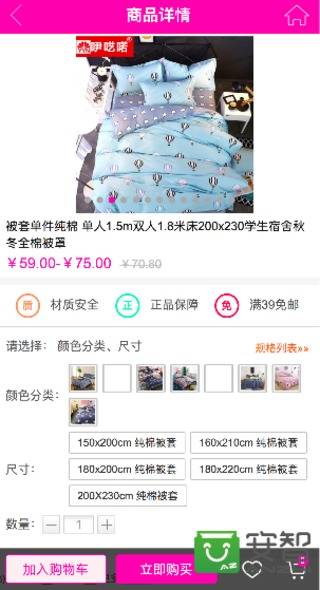 商品详情
咿呓喏
被套单件纯棉 单人1.5m双人1.8米床200x230学生宿舍秋
冬全棉被罩
￥59.00-￥75.00 ￥70.80
质 材质安全 正 正品保障 免 满39免邮
请选择： 颜色分类、尺寸 规格列表»»
颜色分类：
150x200cm 纯棉被套 160x210cm 纯棉被套
尺寸： 180x200cm 纯棉被套 180x220cm 纯棉被套
200X230cm 纯棉被套
数量： 1
加入购物车 立即购买
安智
AZ